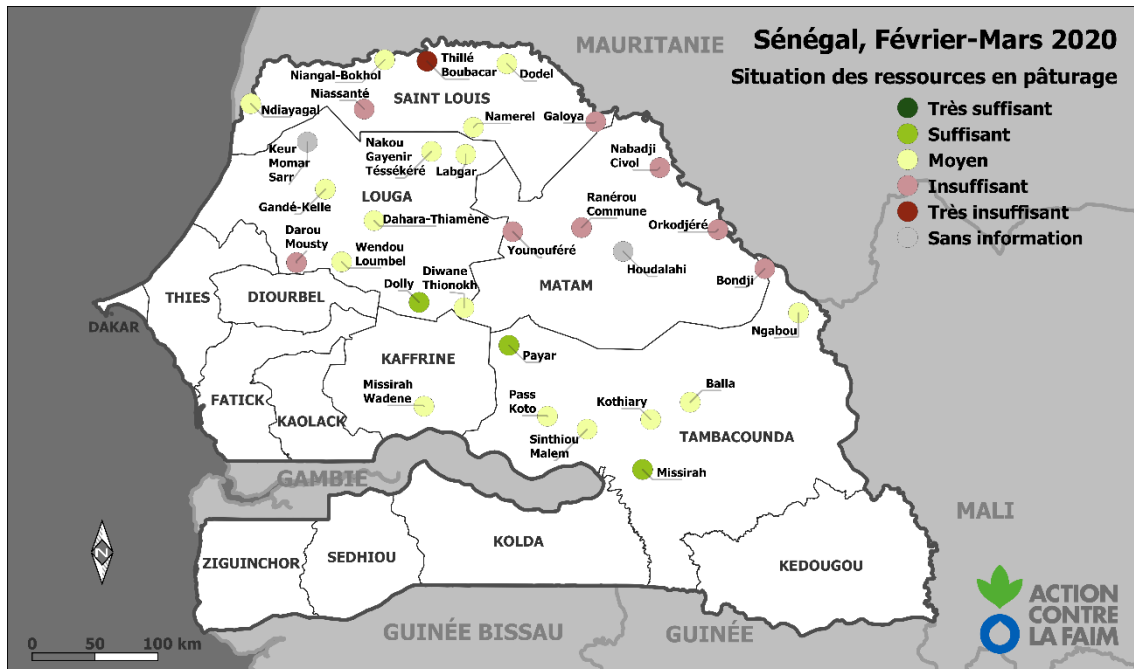 MAURITANIE
Sénégal, Février-Mars 2020
Situation des ressources en pâturage
Très suffisant
Suffisant
Moyen
Insuffisant
Très insuffisant
Sans information
Niangal-Bokhol
Thillé
Boubacar
Dodel
Niassanté
SAINT LOUIS
Ndiayagal
Namerel
Galoya
Keur
Momar
Sarr
Nakou
Gayenir
Téssékéré
Labgar
Nabadji
Civol
LOUGA
Gandé-Kelle
Ranérou
Commune
Dahara-Thiamène
Orkodjéré
Darou
Mousty
Wendou
Loumbel
Younouféré
Houdalahi
Bondji
Diwane
Thionokh
Dolly
MATAM
THIES
DIOURBEL
DAKAR
Ngabou
KAFFRINE
Payar
Missirah
Wadene
Pass
Koto
Kothiary
Balla
FATICK
KAOLACK
Sinthiou
Malem
TAMBACOUNDA
Missirah
GAMBIE
MALI
KOLDA
SEDHIOU
ZIGUINCHOR
KEDOUGOU
N
ACTION
CONTRE
LA FAIM
GUINÉE BISSAU
GUINÉE
0 50 100 km